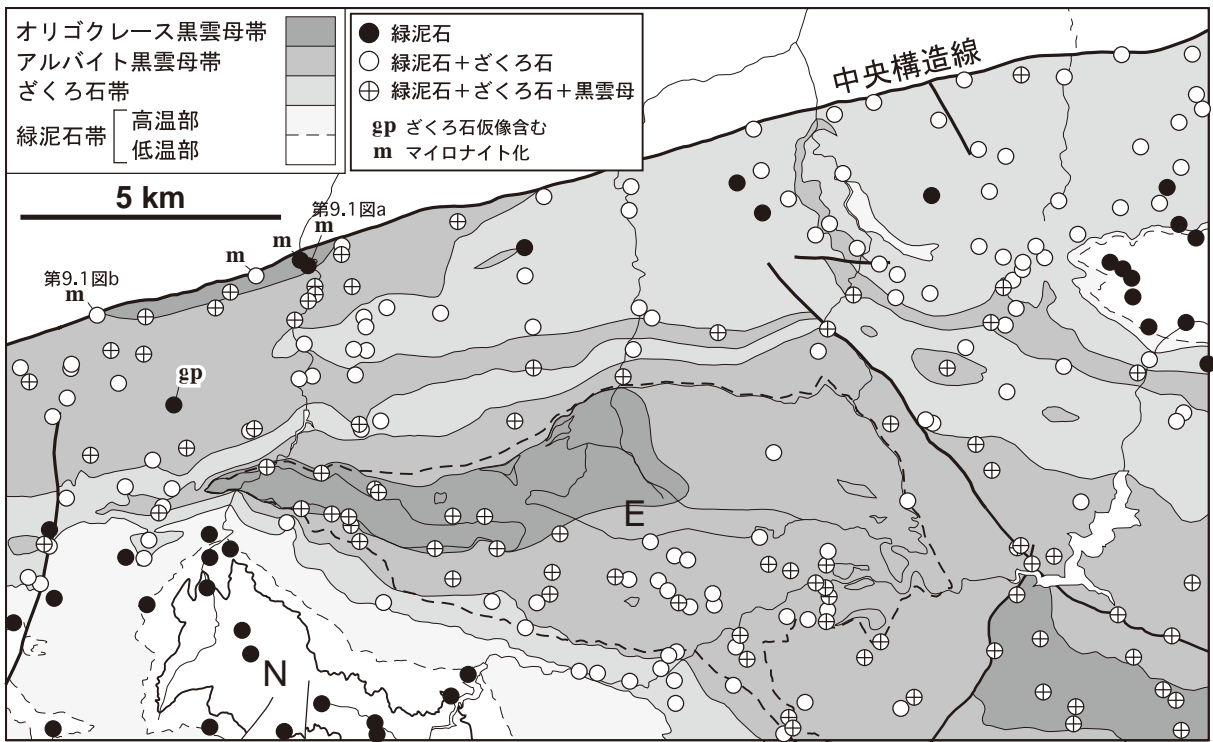 オリゴクレース黒雲母帯
アルバイト黒雲母帯
ざくろ石帯
緑泥石帯
高温部
低温部
緑泥石
緑泥石+ざくろ石
緑泥石+ざくろ石+黒雲母
gp ざくろ石仮像含む
m マイロナイト化
中央構造線
5 km
第9.1図a
m
m
m
第9.1図b
m
gp
E
N